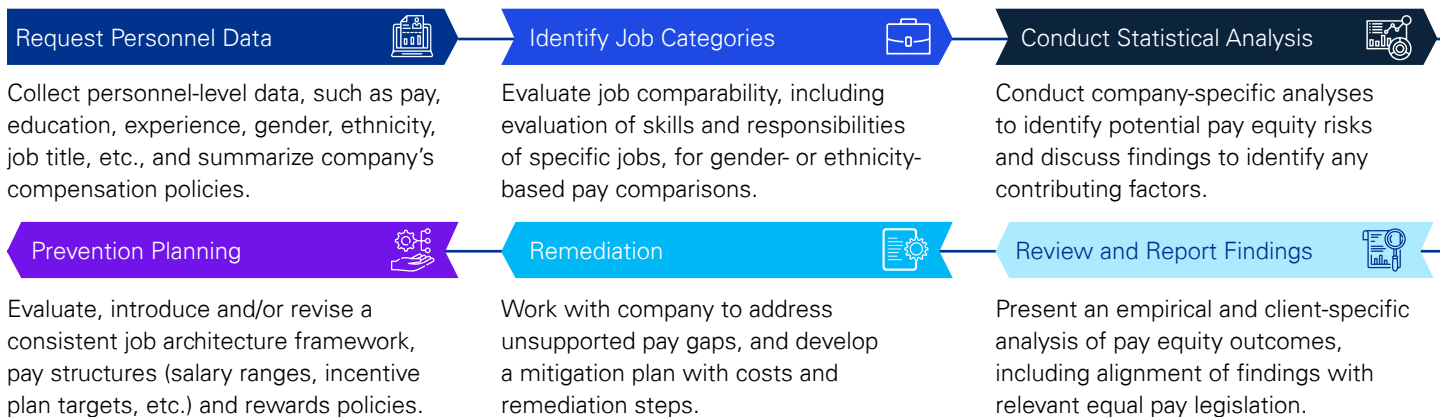 Request Personnel Data
Collect personnel-level data, such as pay,
education, experience, gender, ethnicity,
job title, etc., and summarize company's
compensation policies.
Identify Job Categories
Evaluate job comparability, including
evaluation of skills and responsibilities
of specific jobs, for gender- or ethnicity-
based pay comparisons.
Conduct Statistical Analysis
Conduct company-specific analyses
to identify potential pay equity risks
and discuss findings to identify any
contributing factors.
Prevention Planning
Evaluate, introduce and/or revise a
consistent job architecture framework,
pay structures (salary ranges, incentive
plan targets, etc.) and rewards policies.
Remediation
Work with company to address
unsupported pay gaps, and develop
a mitigation plan with costs and
remediation steps.
Review and Report Findings
Present an empirical and client-specific
analysis of pay equity outcomes,
including alignment of findings with
relevant equal pay legislation.